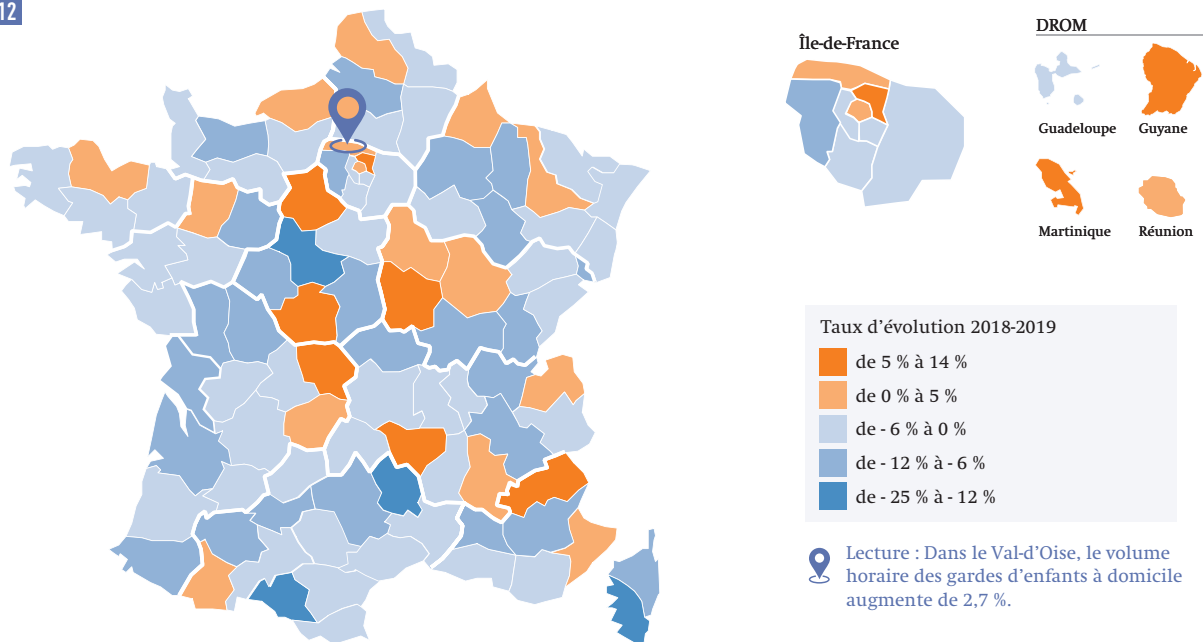 12
Île-de-France
DROM
Guadeloupe
Guyane
Martinique
Réunion
Taux d'évolution 2018-2019
de 5 % à 14 %
de 0 % à 5 %
de - 6 % à 0 %
de - 12 % à - 6 %
de - 25 % à - 12 %
Lecture : Dans le Val-d'Oise, le volume
horaire des gardes d'enfants à domicile
augmente de 2,7 %.